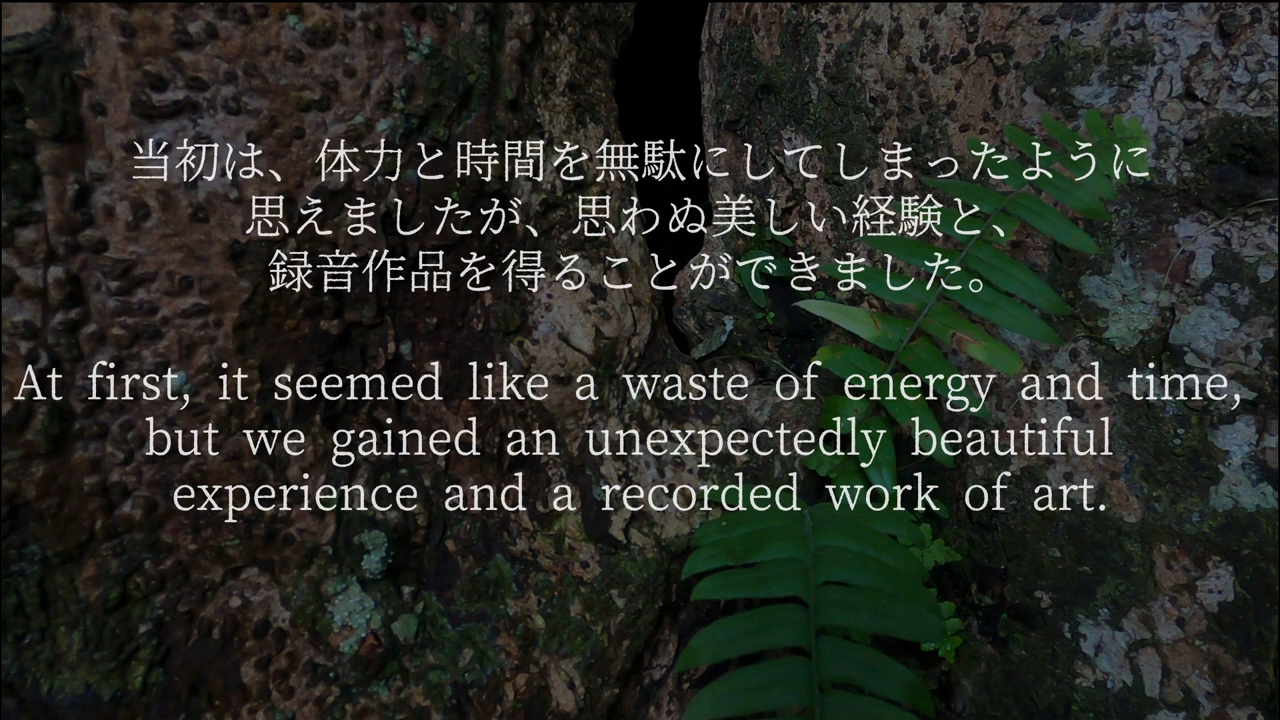 当初は、体力と時間を無駄にしてしまったように
思えましたが、思わぬ美しい経験と、
録音作品を得ることができました。
At first, it seemed like a waste of energy and time,
but we gained an unexpectedly beautiful
experience and a recorded work of art.